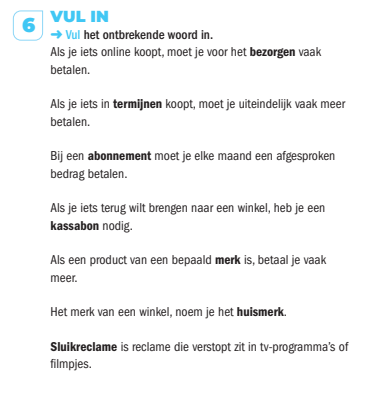 6 VUL IN
➜ Vul het ontbrekende woord in.
Als je iets online koopt, moet je voor het bezorgen vaak
betalen.
Als je iets in termijnen koopt, moet je uiteindelijk vaak meer
betalen.
Bij een abonnement moet je elke maand een afgesproken
bedrag betalen.
Als je iets terug wilt brengen naar een winkel, heb je een
kassabon nodig.
Als een product van een bepaald merk is, betaal je vaak
meer.
Het merk van een winkel, noem je het huismerk.
Sluikreclame is reclame die verstopt zit in tv-programma's of
filmpjes.